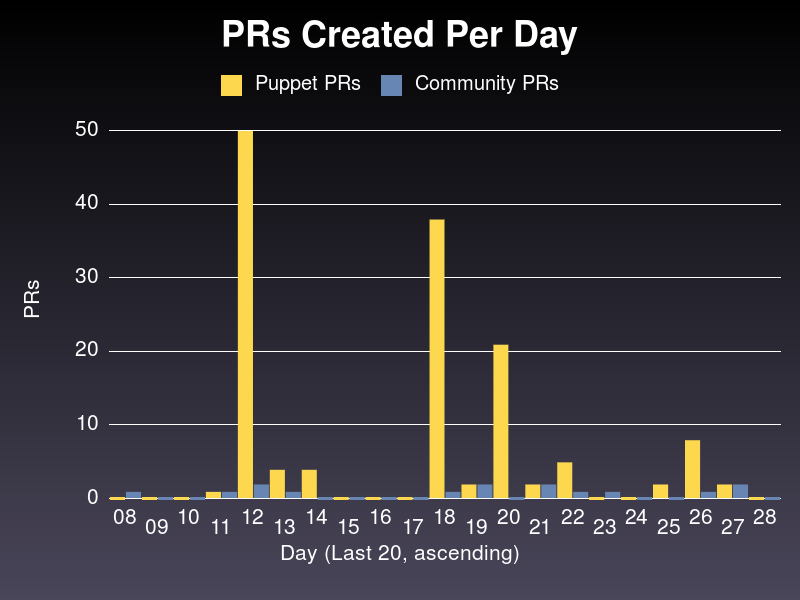 PRs Created Per Day
Puppet PRs Community PRs
50
40
30
20
10
0
PRs
08 09 10 11 12 13 14 15 16 17 18 19 20 21 22 23 24 25 26 27 28
Day (Last 20, ascending)